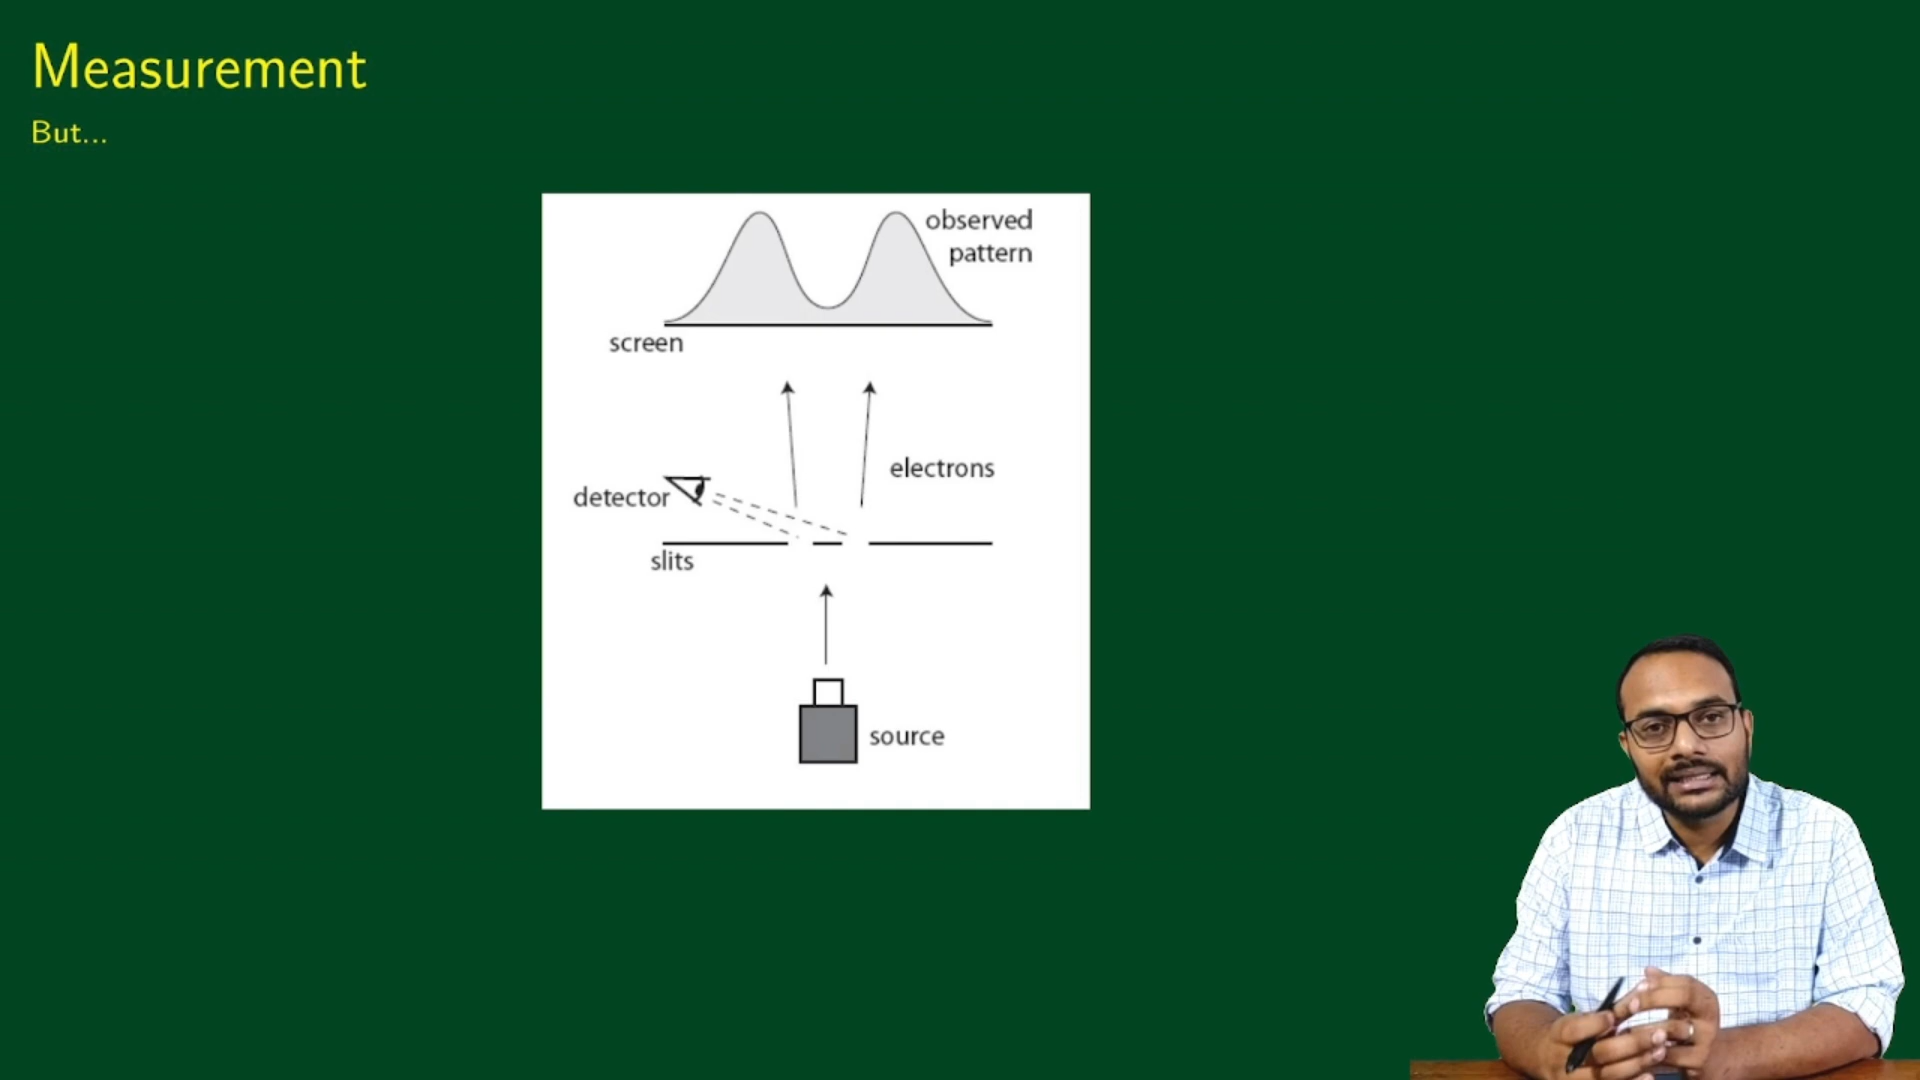 Measurement
But...
observed
pattern
screen
electrons
detector
slits
source